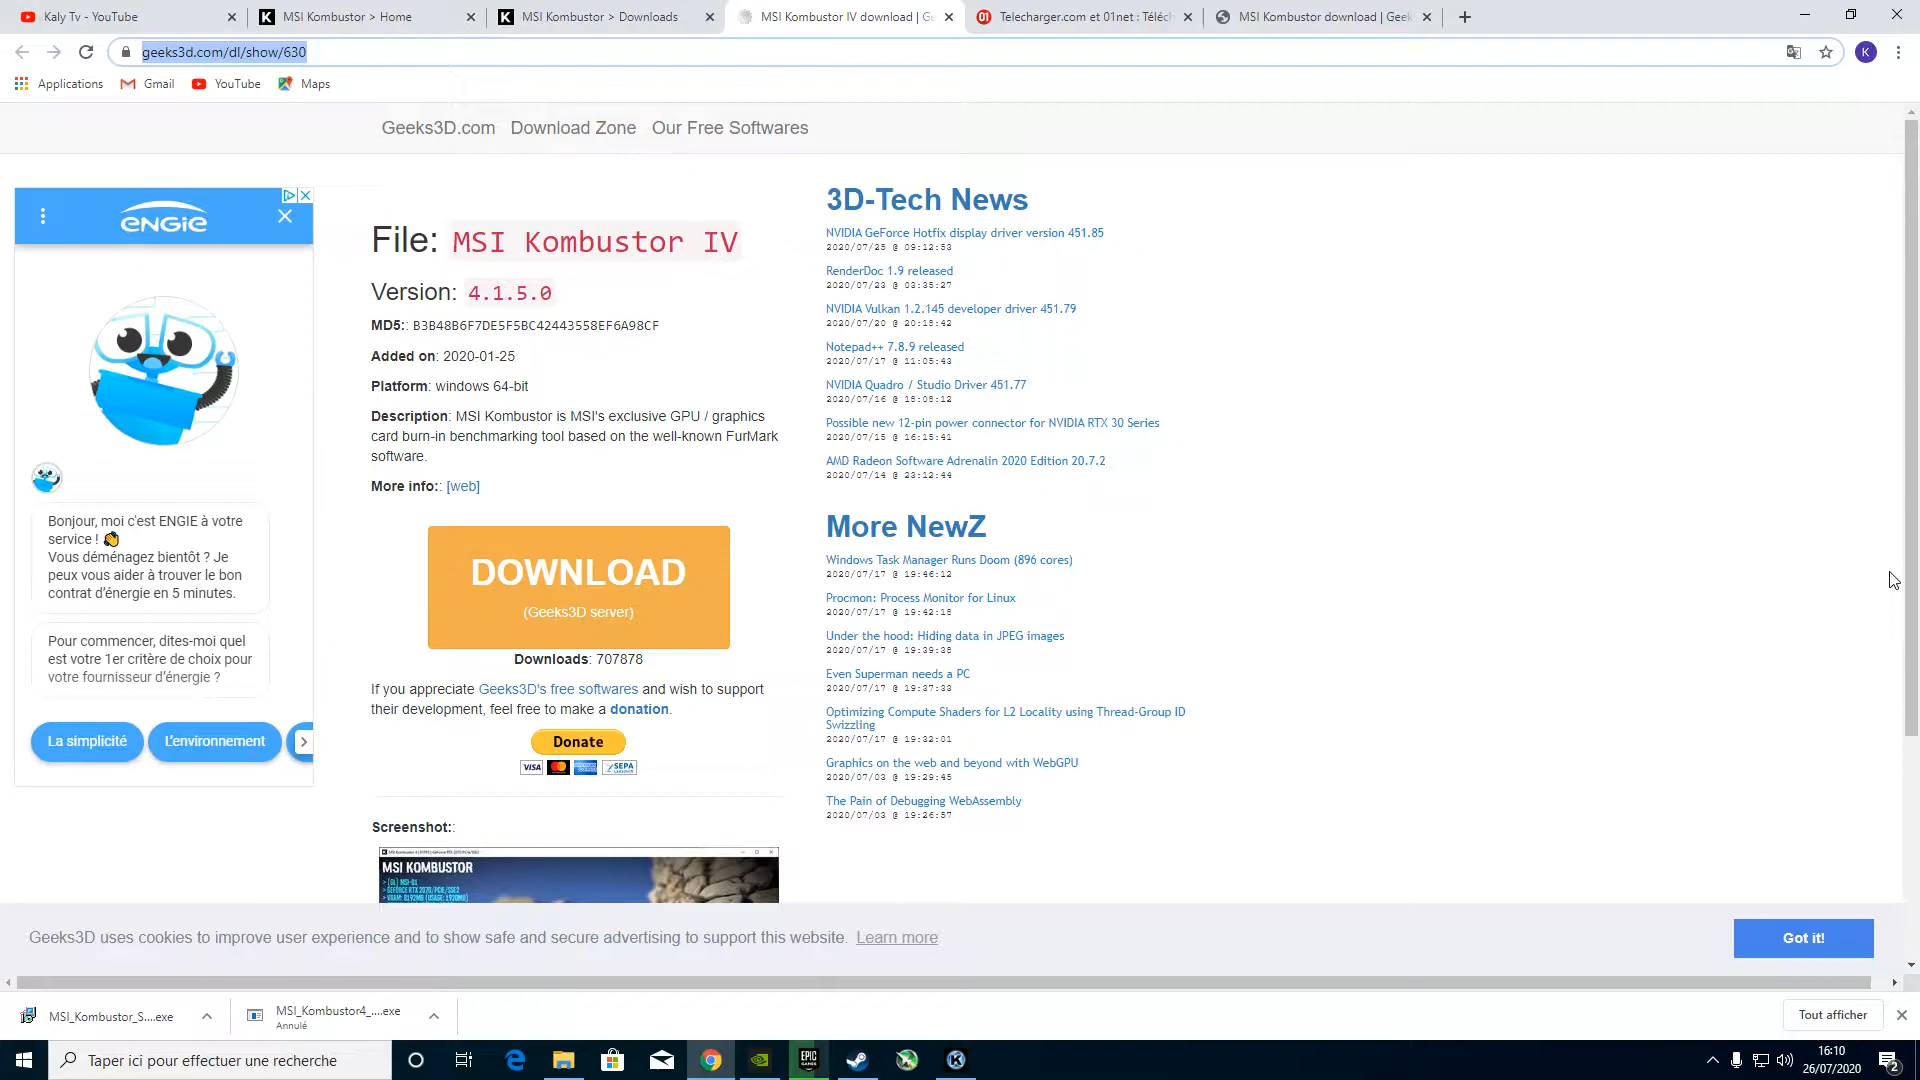 Kaly Tv - YouTube
MSI Kombustor > Home
MSI Kombustor > Downloads
MSI Kombustor IV download | Ge
Telecharger.com et 01net : Téléch
MSI Kombustor download | Geek
geeks3d.com/dl/show/630
K
Applications
Gmail
YouTube
Maps
Geeks3D.com
Download Zone
Our Free Softwares
ENGIE
Bonjour, moi c'est ENGIE à votre
service !
Vous déménagez bientôt ? Je
peux vous aider à trouver le bon
contrat d'énergie en 5 minutes.
Pour commencer, dites-moi quel
est votre 1er critère de choix pour
votre fournisseur d'énergie ?
La simplicité
L'environnement
File: MSI Kombustor IV
Version: 4.1.5.0
MD5:: B3B48B6F7DE5F5BC42443558EF6A98CF
Added on: 2020-01-25
Platform: windows 64-bit
Description: MSI Kombustor is MSI's exclusive GPU / graphics
card burn-in benchmarking tool based on the well-known FurMark
software.
More info:: [web]
DOWNLOAD
(Geeks3D server)
Downloads: 707878
If you appreciate Geeks3D's free softwares and wish to support
their development, feel free to make a donation.
Donate
VISA
SEPA
Screenshot::
MSI KOMBUSTOR
3D-Tech News
NVIDIA GeForce Hotfix display driver version 451.85
2020/07/25 @ 09:12:53
RenderDoc 1.9 released
2020/07/23 @ 03:35:27
NVIDIA Vulkan 1.2.145 developer driver 451.79
2020/07/20 @ 20:18:42
Notepad++ 7.8.9 released
2020/07/17 @ 11:05:43
NVIDIA Quadro / Studio Driver 451.77
2020/07/16 @ 18:08:12
Possible new 12-pin power connector for NVIDIA RTX 30 Series
2020/07/15 @ 16:15:41
AMD Radeon Software Adrenalin 2020 Edition 20.7.2
2020/07/14 @ 23:12:44
More NewZ
Windows Task Manager Runs Doom (896 cores)
2020/07/17 @ 19:46:12
Procmon: Process Monitor for Linux
2020/07/17 @ 19:42:18
Under the hood: Hiding data in JPEG images
2020/07/17 @ 19:39:38
Even Superman needs a PC
2020/07/17 @ 19:37:33
Optimizing Compute Shaders for L2 Locality using Thread-Group ID
Swizzling
2020/07/17 @ 19:32:01
Graphics on the web and beyond with WebGPU
2020/07/03 @ 19:29:45
The Pain of Debugging WebAssembly
2020/07/03 @ 19:26:57
Geeks3D uses cookies to improve user experience and to show safe and secure advertising to support this website. Learn more
Got it!
MSI_Kombustor_S....exe
MSI_Kombustor4_....exe
Annulé
Tout afficher
Taper ici pour effectuer une recherche
EPIC
GAMES
16:10
26/07/2020
2